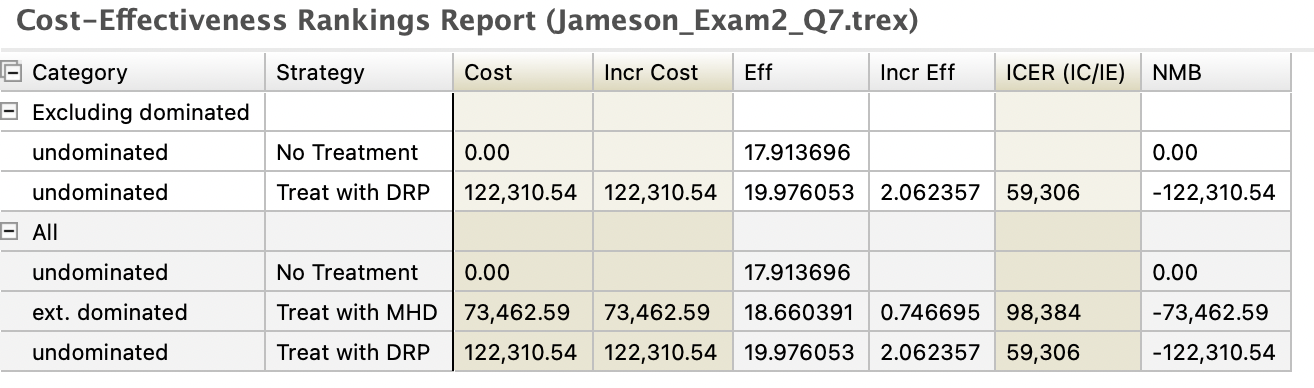 Cost-Effectiveness Rankings Report (Jameson_Exam2_Q7.trex)
Category Strategy Cost Incr Cost Eff Incr Eff ICER (IC/IE) NMB
Excluding dominated
undominated No Treatment 0.00 17.913696 0.00
undominated Treat with DRP 122,310.54 122,310.54 19.976053 2.062357 59,306 -122,310.54
All
undominated No Treatment 0.00 17.913696 0.00
ext. dominated Treat with MHD 73,462.59 73,462.59 18.660391 0.746695 98,384 -73,462.59
undominated Treat with DRP 122,310.54 122,310.54 19.976053 2.062357 59,306 -122,310.54